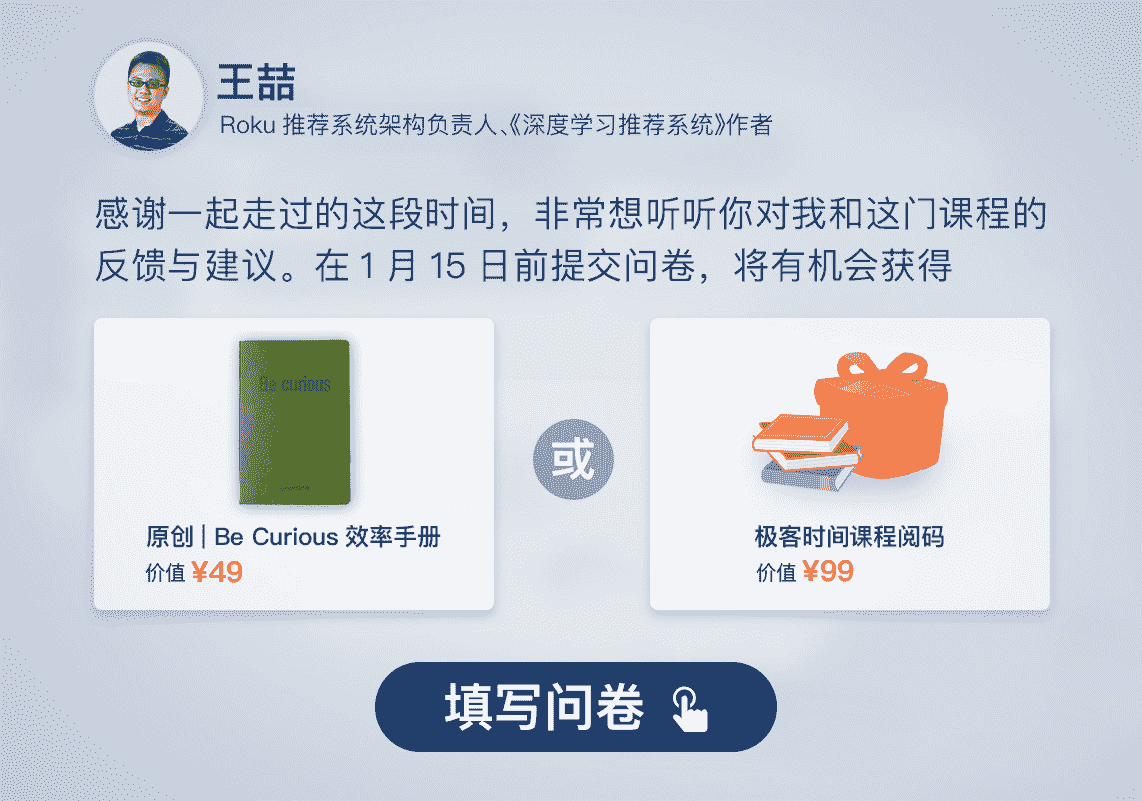 王喆
Roku 推荐系统架构负责人、《深度学习推荐系统》作者
感谢一起走过的这段时间，非常想听听你对我和这门课程的
反馈与建议。在 1 月 15 日前提交问卷，将有机会获得
Be curious
或
原创 | Be Curious 效率手册
价值 ¥49
极客时间课程阅码
价值 ¥99
填写问卷